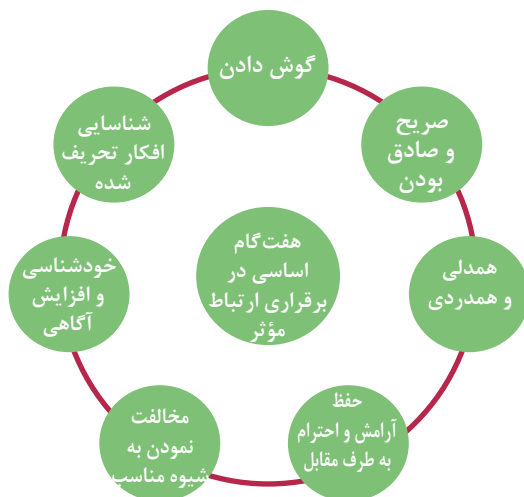 گوش دادن
صریح
و صادق
بودن
همدلی
و همدردی
حفظ
آرامش و احترام
به طرف مقابل
مخالفت
نمودن به
شیوه مناسب
خودشناسی
و افزایش
آگاهی
شناسایی
افکار تحریف
شده
هفت گام
اساسی در
برقراری ارتباط
مؤثر